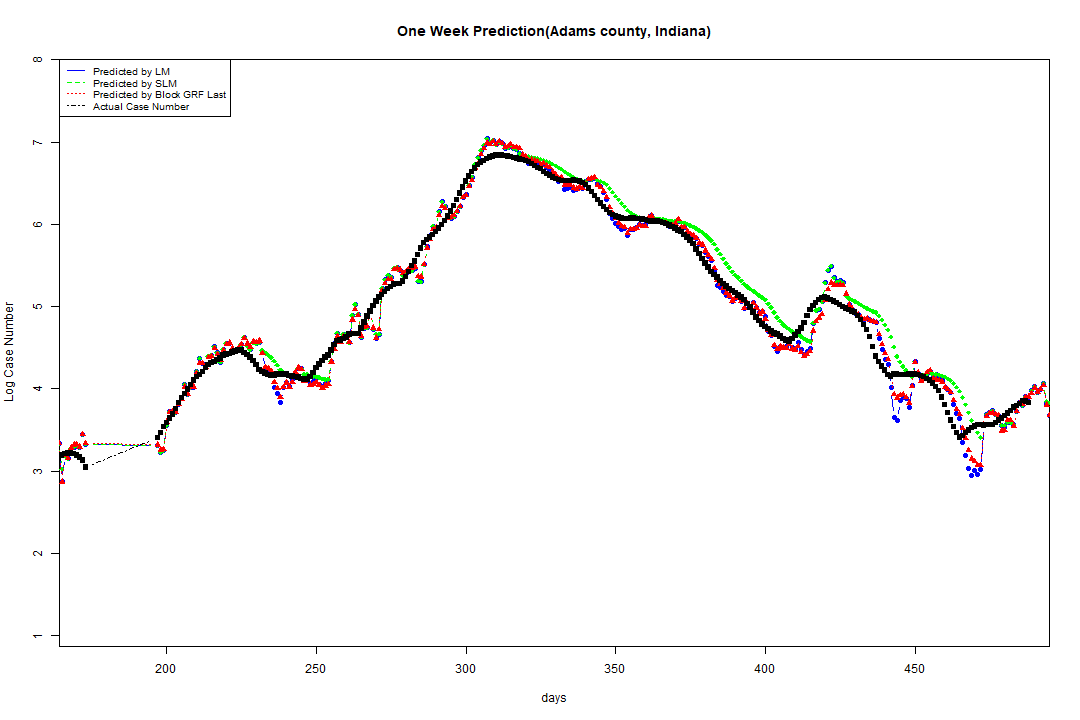 One Week Prediction(Adams county, Indiana)
Predicted by LM
Predicted by SLM
Predicted by Block GRF Last
Actual Case Number
8
7
6
5
4
3
2
1
Log Case Number
200 250 300 350 400 450
days